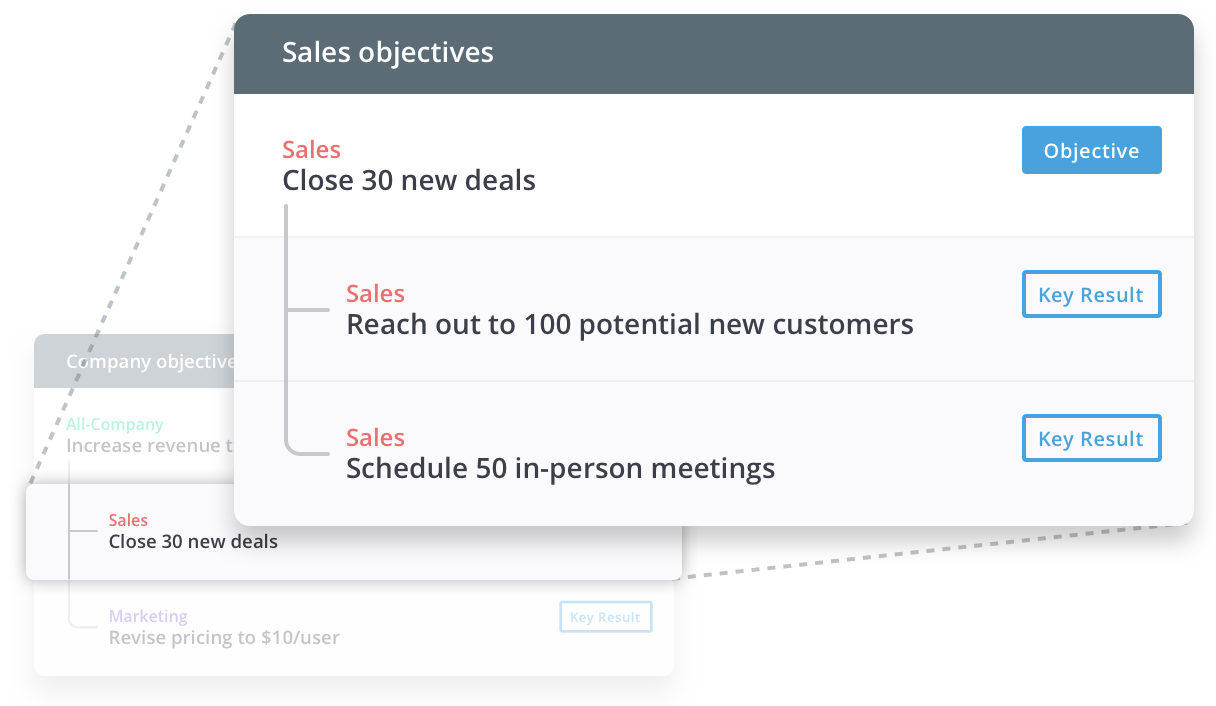 Sales objectives
Sales
Objective
Close 30 new deals
Sales
Key Result
Reach out to 100 potential new customers
Sales
Key Result
Schedule 50 in-person meetings
Company objective
All-Company
Increase revenue t
Sales
Close 30 new deals
Marketing
Key Result
Revise pricing to $10/user